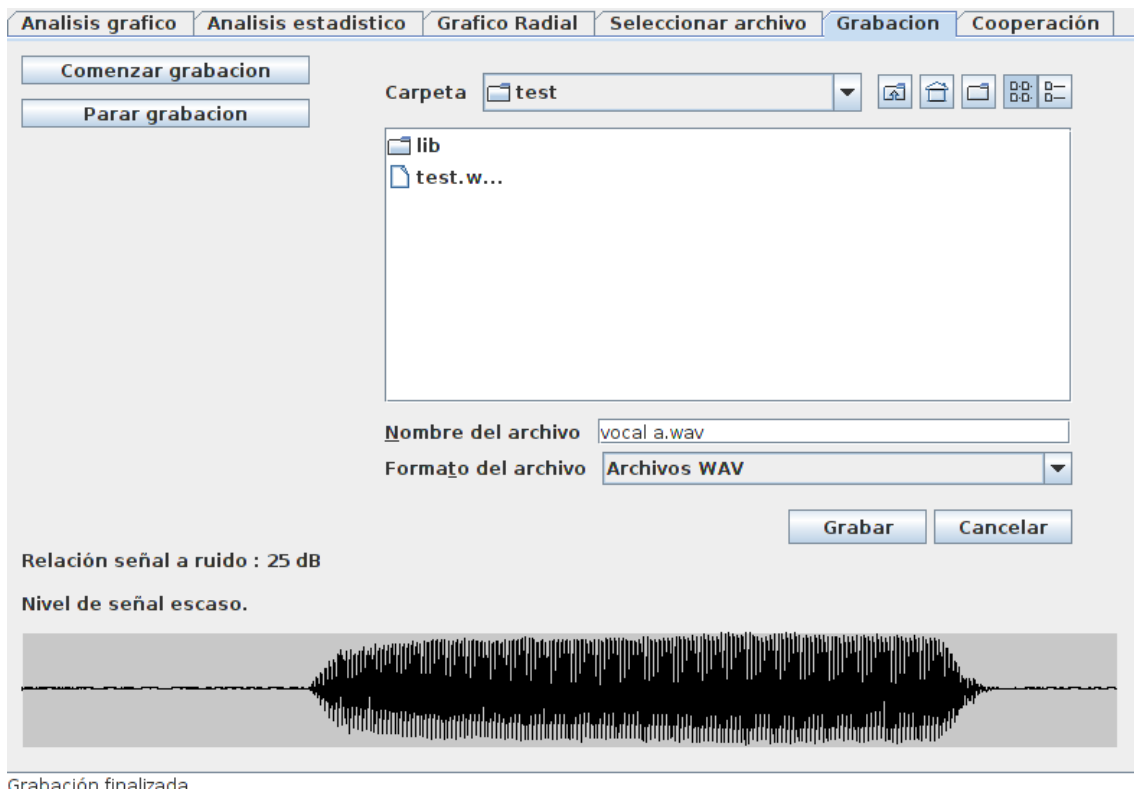 Analisis grafico Analisis estadistico Grafico Radial Seleccionar archivo Grabacion Cooperación
Comenzar grabacion
Parar grabacion
Carpeta test
lib
test.w...
Nombre del archivo vocal a.wav
Formato del archivo Archivos WAV
Grabar Cancelar
Relación señal a ruido : 25 dB
Nivel de señal escaso.
Grabación finalizada